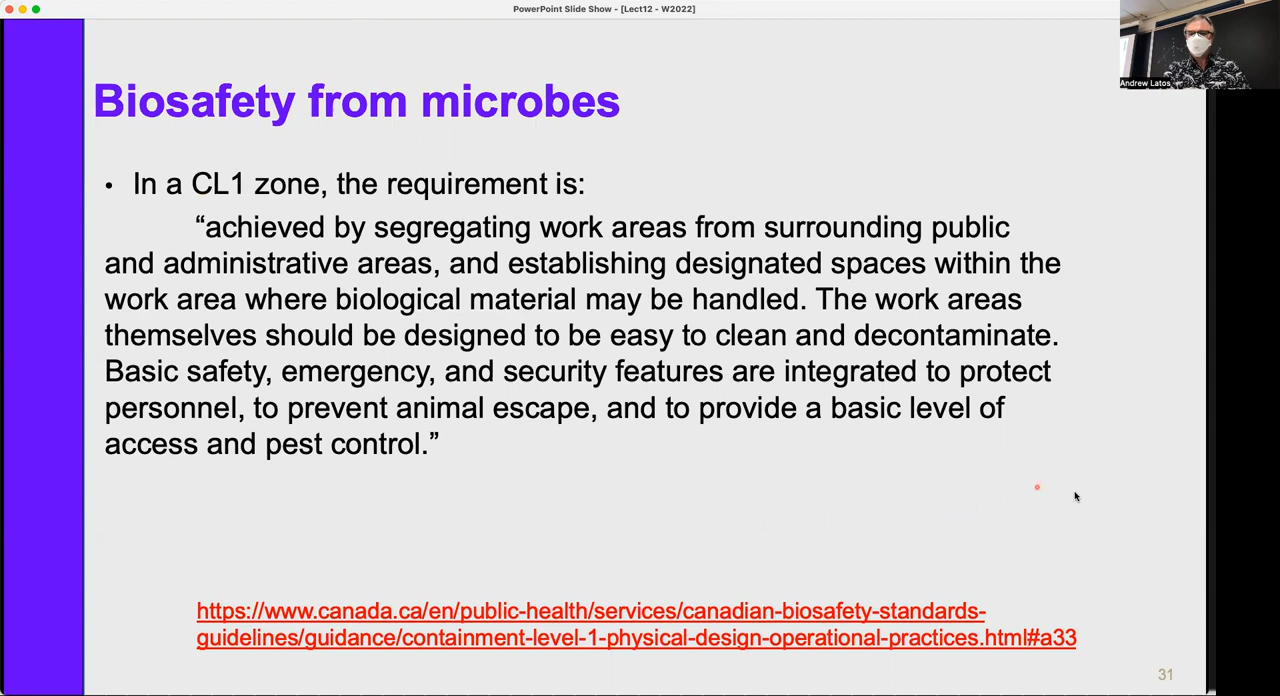 PowerPoint Slide Show - [Lect12 - W2022]
Andrew Latos
Biosafety from microbes
• In a CL1 zone, the requirement is:
“achieved by segregating work areas from surrounding public
and administrative areas, and establishing designated spaces within the
work area where biological material may be handled. The work areas
themselves should be designed to be easy to clean and decontaminate.
Basic safety, emergency, and security features are integrated to protect
personnel, to prevent animal escape, and to provide a basic level of
access and pest control.”
https://www.canada.ca/en/public-health/services/canadian-biosafety-standards-
guidelines/guidance/containment-level-1-physical-design-operational-practices.html#a33
31